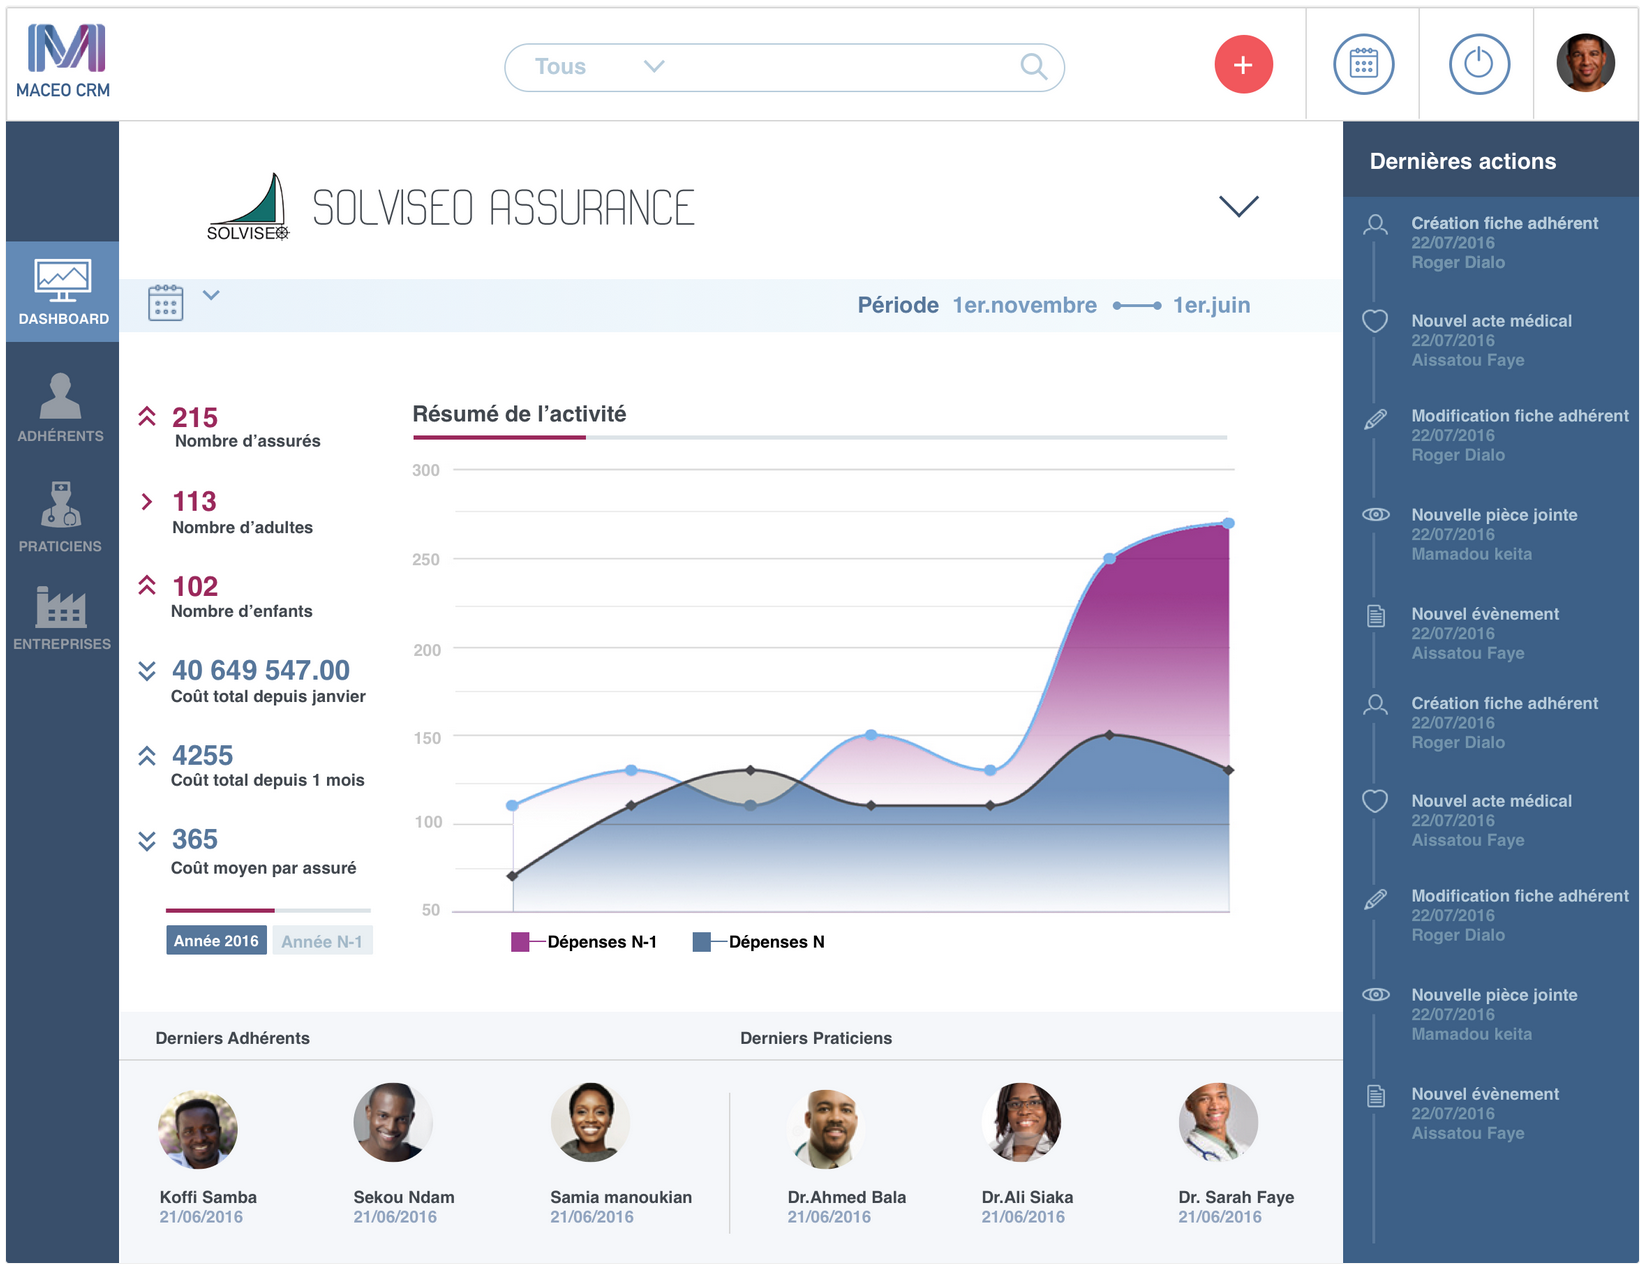 MACEO CRM
Tous
SOLVISEO
SOLVISEO ASSURANCE
Période 1er.novembre 1er.juin
DASHBOARD
ADHÉRENTS
PRATICIENS
ENTREPRISES
215
Nombre d’assurés
113
Nombre d’adultes
102
Nombre d’enfants
40 649 547.00
Coût total depuis janvier
4255
Coût total depuis 1 mois
365
Coût moyen par assuré
Année 2016 Année N-1
Résumé de l’activité
300
250
200
150
100
50
Dépenses N-1 Dépenses N
Derniers Adhérents
Koffi Samba
21/06/2016
Sekou Ndam
21/06/2016
Samia manoukian
21/06/2016
Derniers Praticiens
Dr.Ahmed Bala
21/06/2016
Dr.Ali Siaka
21/06/2016
Dr. Sarah Faye
21/06/2016
Dernières actions
Création fiche adhérent
22/07/2016
Roger Dialo
Nouvel acte médical
22/07/2016
Aissatou Faye
Modification fiche adhérent
22/07/2016
Roger Dialo
Nouvelle pièce jointe
22/07/2016
Mamadou keita
Nouvel évènement
22/07/2016
Aissatou Faye
Création fiche adhérent
22/07/2016
Roger Dialo
Nouvel acte médical
22/07/2016
Aissatou Faye
Modification fiche adhérent
22/07/2016
Roger Dialo
Nouvelle pièce jointe
22/07/2016
Mamadou keita
Nouvel évènement
22/07/2016
Aissatou Faye